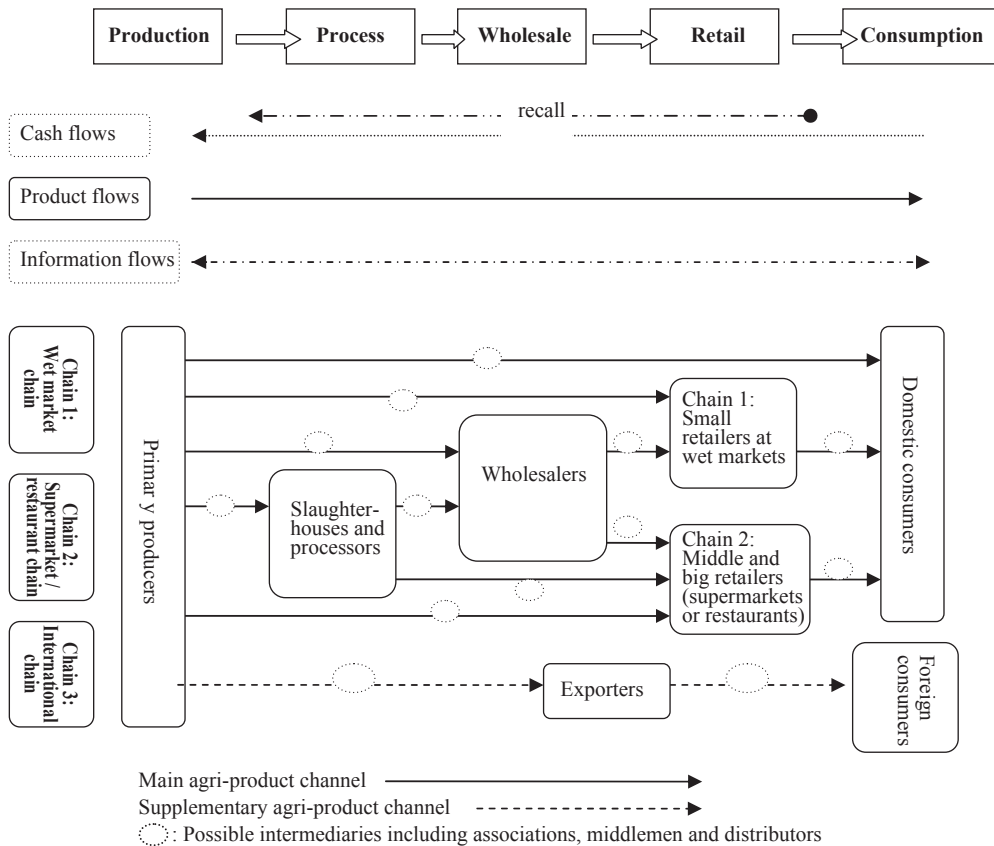 Production
Process
Wholesale
Retail
Consumption
recall
Cash flows
Product flows
Information flows
Chain 1:
Wet market
chain
Chain 2:
Supermarket /
restaurant chain
Chain 3:
International
chain
Primar y producers
Slaughter-
houses and
processors
Wholesalers
Chain 1:
Small
retailers at
wet markets
Chain 2:
Middle and
big retailers
(supermarkets
or restaurants)
Exporters
Domestic consumers
Foreign
consumers
Main agri-product channel
Supplementary agri-product channel
: Possible intermediaries including associations, middlemen and distributors